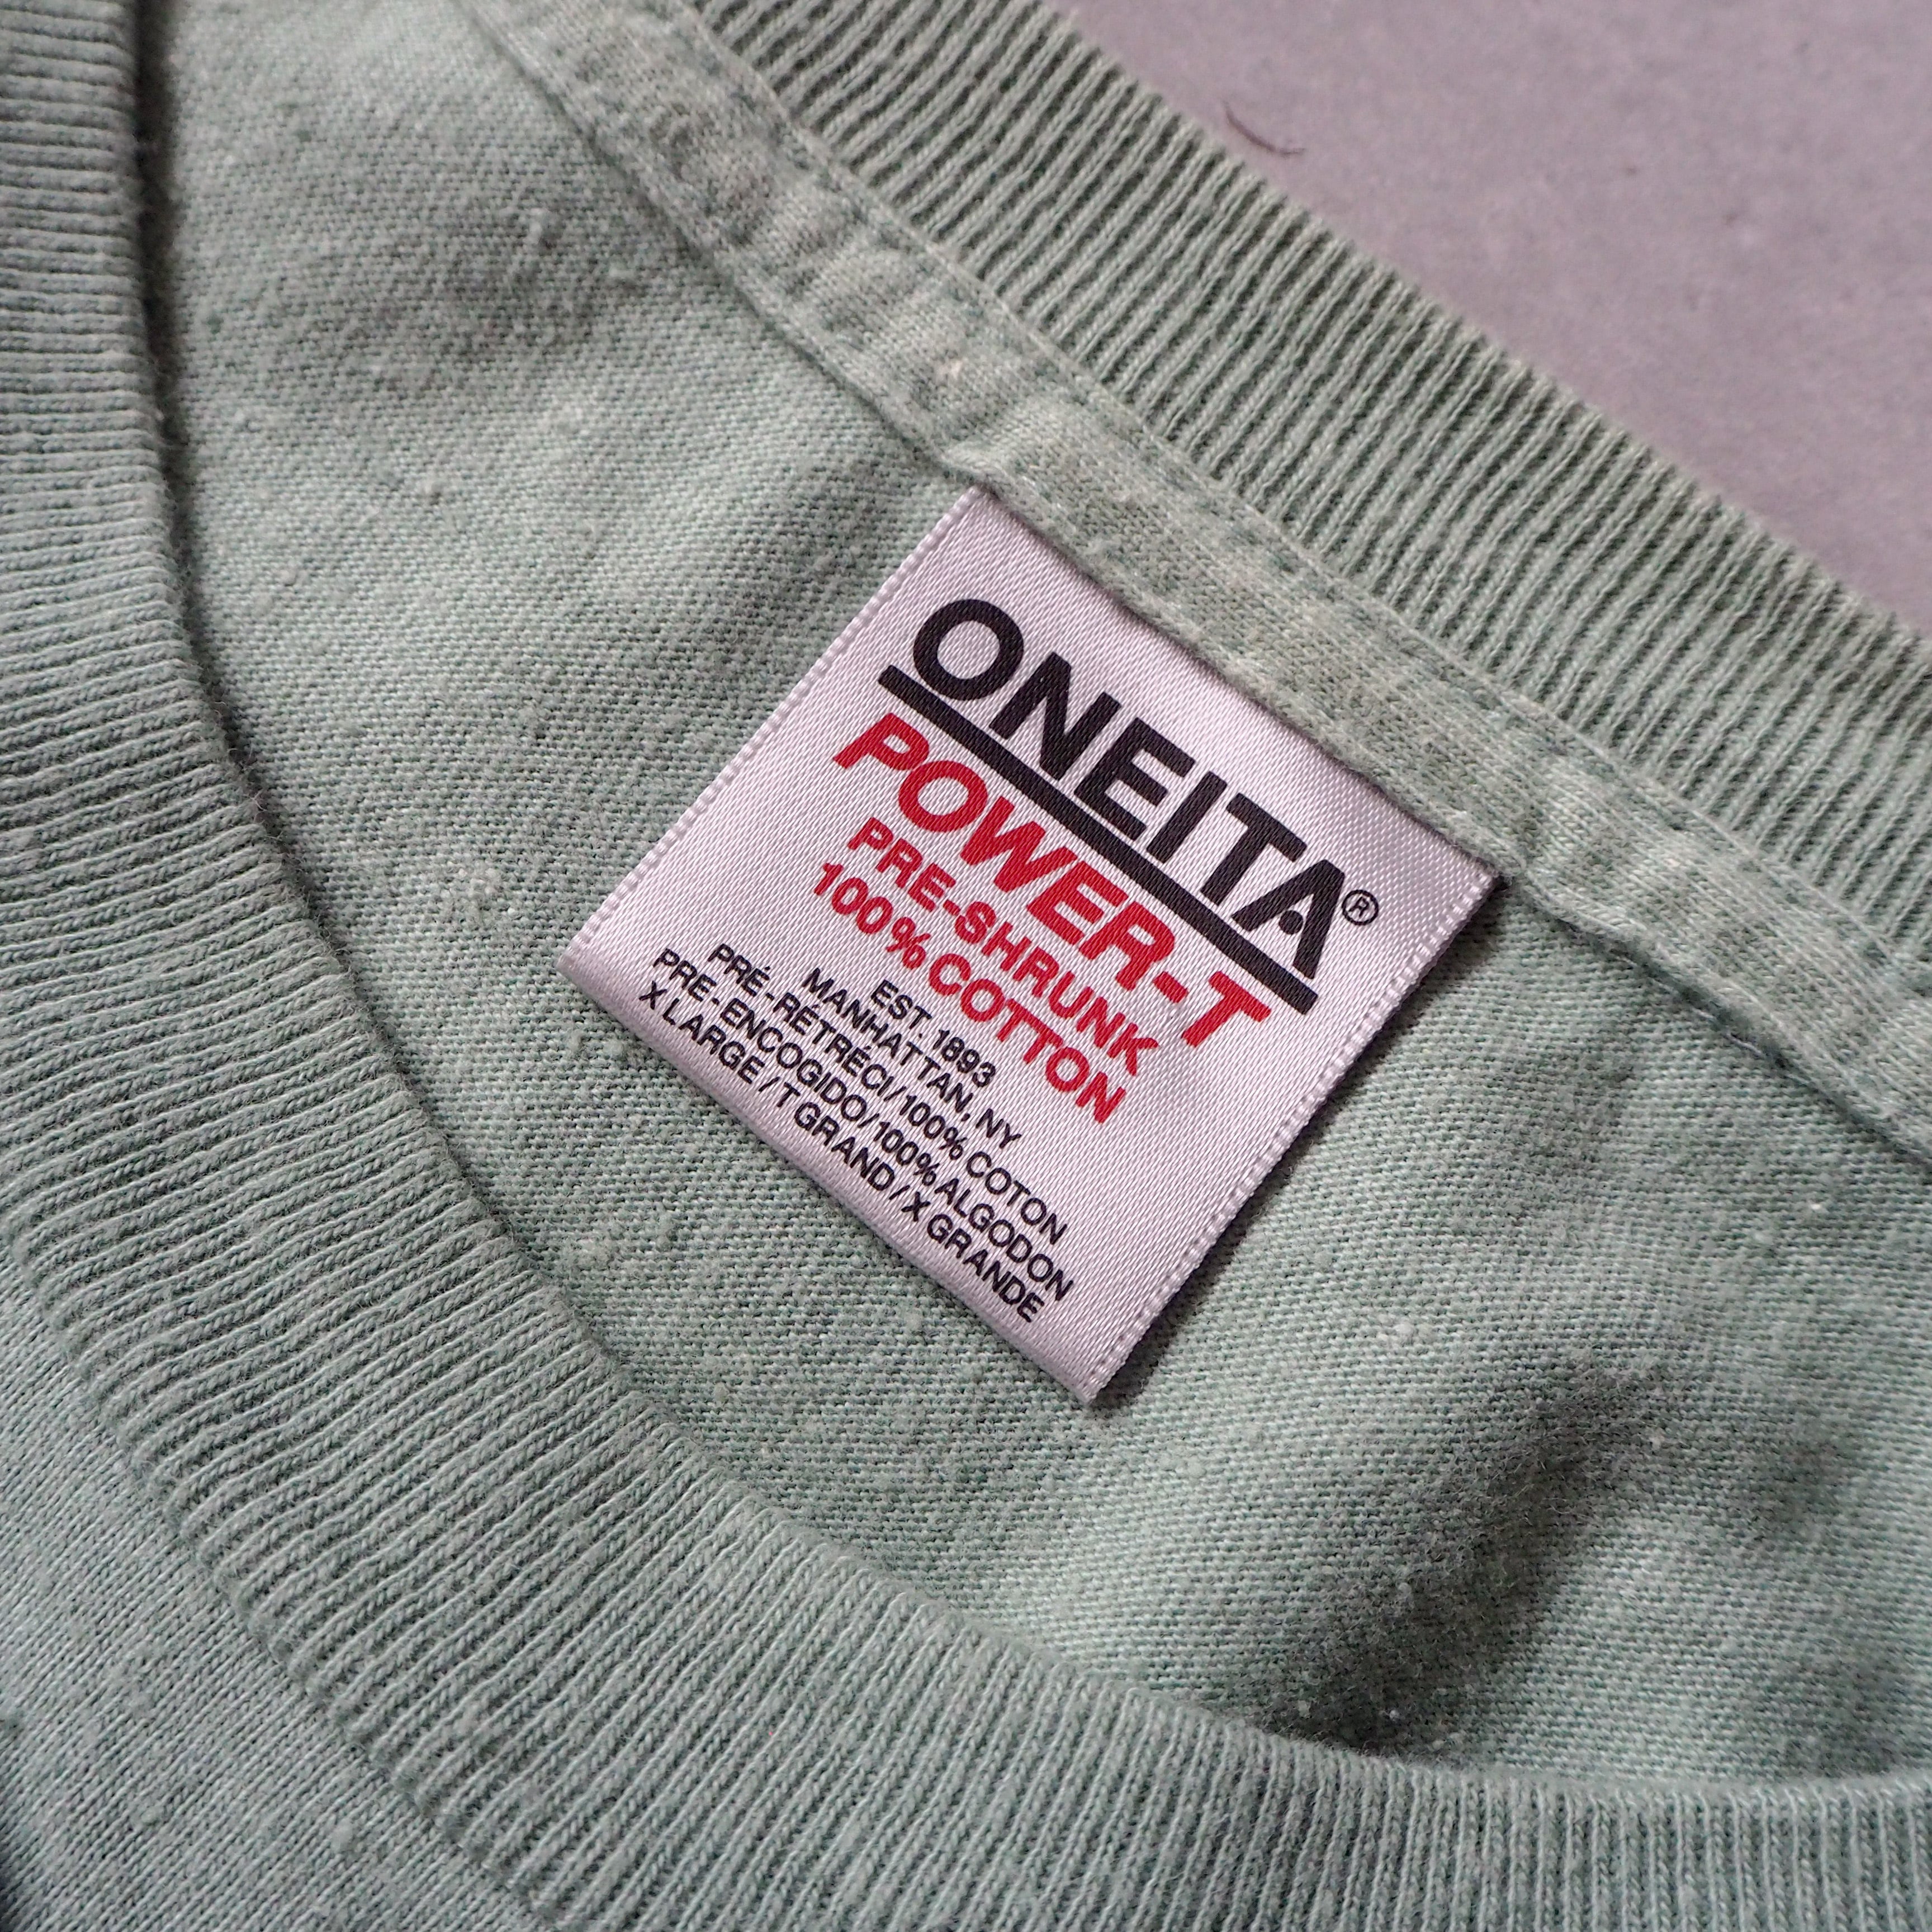 ONEITA®
POWER-T
PRE-SHRUNK
100% COTTON
EST. 1893
MANHATTAN, NY
PRÉ-RÉTRÉCI/100% COTON
PRE-ENCOGIDO/100% ALGODON
X LARGE/T GRAND/X GRANDE